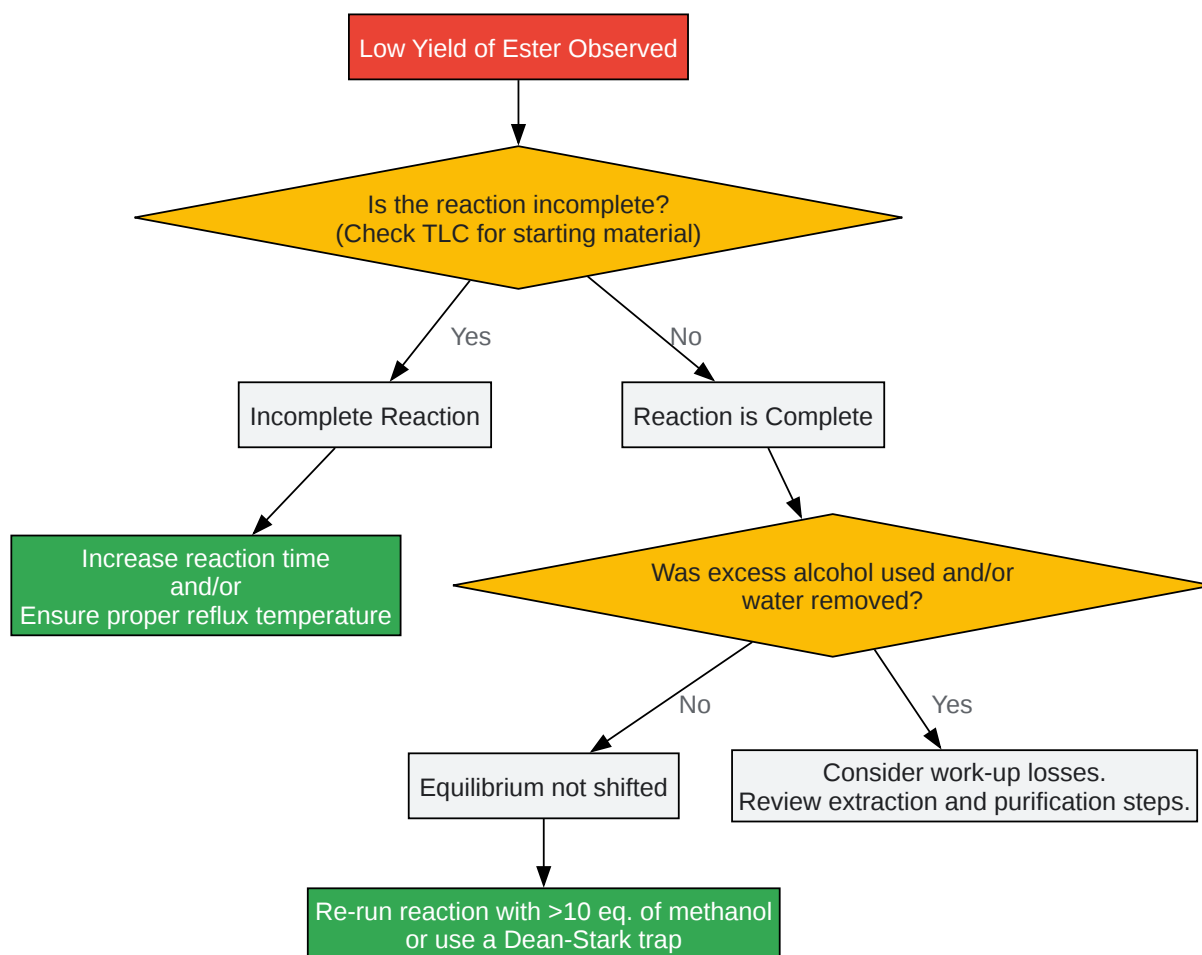 Low Yield of Ester Observed
Is the reaction incomplete?
(Check TLC for starting material)
Yes
No
Incomplete Reaction
Reaction is Complete
Increase reaction time
and/or
Ensure proper reflux temperature
Was excess alcohol used and/or
water removed?
No
Yes
Equilibrium not shifted
Consider work-up losses.
Review extraction and purification steps.
Re-run reaction with >10 eq. of methanol
or use a Dean-Stark trap